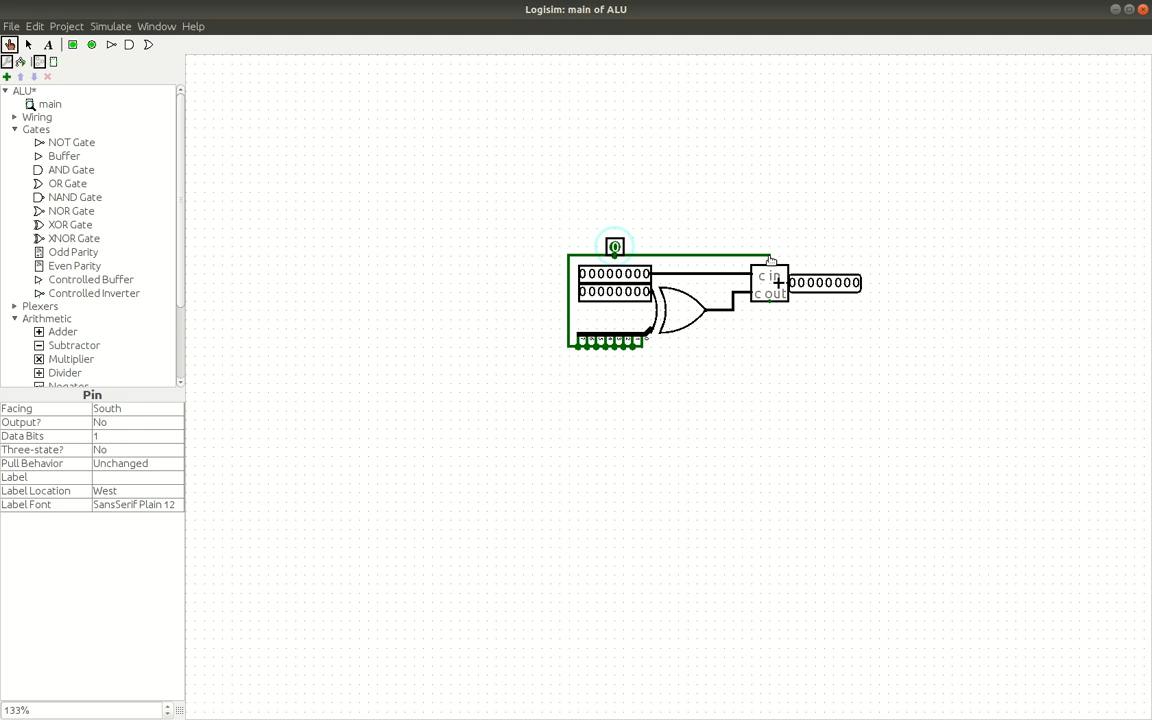 Logisim: main of ALU
File Edit Project Simulate Window Help
A
ALU*
main
Wiring
Gates
NOT Gate
Buffer
AND Gate
OR Gate
NAND Gate
NOR Gate
XOR Gate
XNOR Gate
Odd Parity
Even Parity
Controlled Buffer
Controlled Inverter
Plexers
Arithmetic
Adder
Subtractor
Multiplier
Divider
Negator
Pin
Facing South
Output? No
Data Bits 1
Three-state? No
Pull Behavior Unchanged
Label
Label Location West
Label Font SansSerif Plain 12
133%
0
00000000
00000000
c in
+
c out
00000000